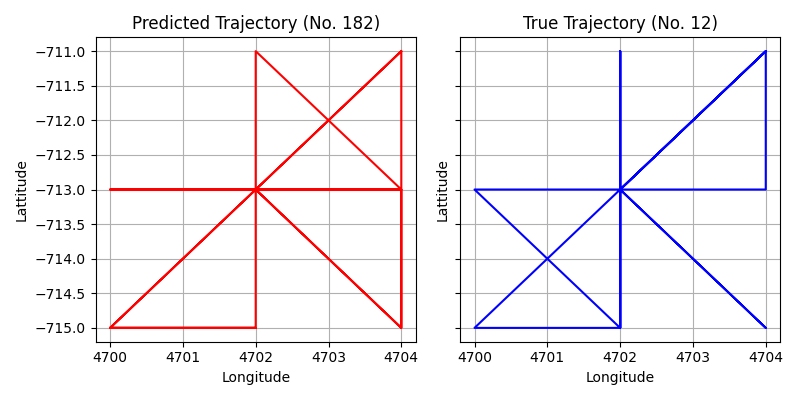 Predicted Trajectory (No. 182)
True Trajectory (No. 12)
−711.0
−711.5
−712.0
−712.5
−713.0
−713.5
−714.0
−714.5
−715.0
Lattitude
Lattitude
4700 4701 4702 4703 4704
4700 4701 4702 4703 4704
Longitude
Longitude